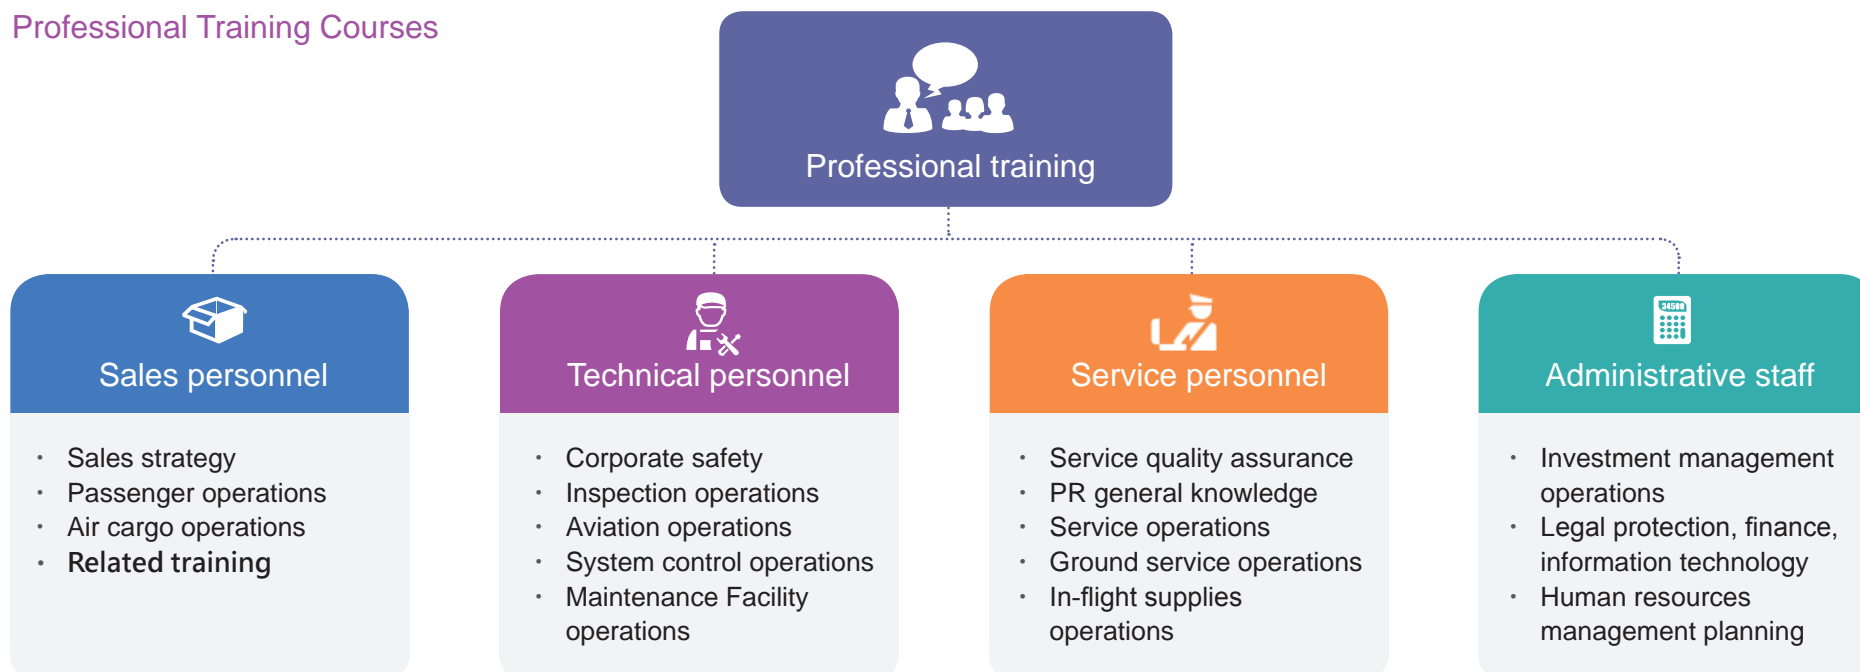 Professional Training Courses
Professional training
Sales personnel
· Sales strategy
· Passenger operations
· Air cargo operations
· Related training
Technical personnel
· Corporate safety
· Inspection operations
· Aviation operations
· System control operations
· Maintenance Facility
operations
Service personnel
· Service quality assurance
· PR general knowledge
· Service operations
· Ground service operations
· In-flight supplies
operations
34500
Administrative staff
· Investment management
operations
· Legal protection, finance,
information technology
· Human resources
management planning